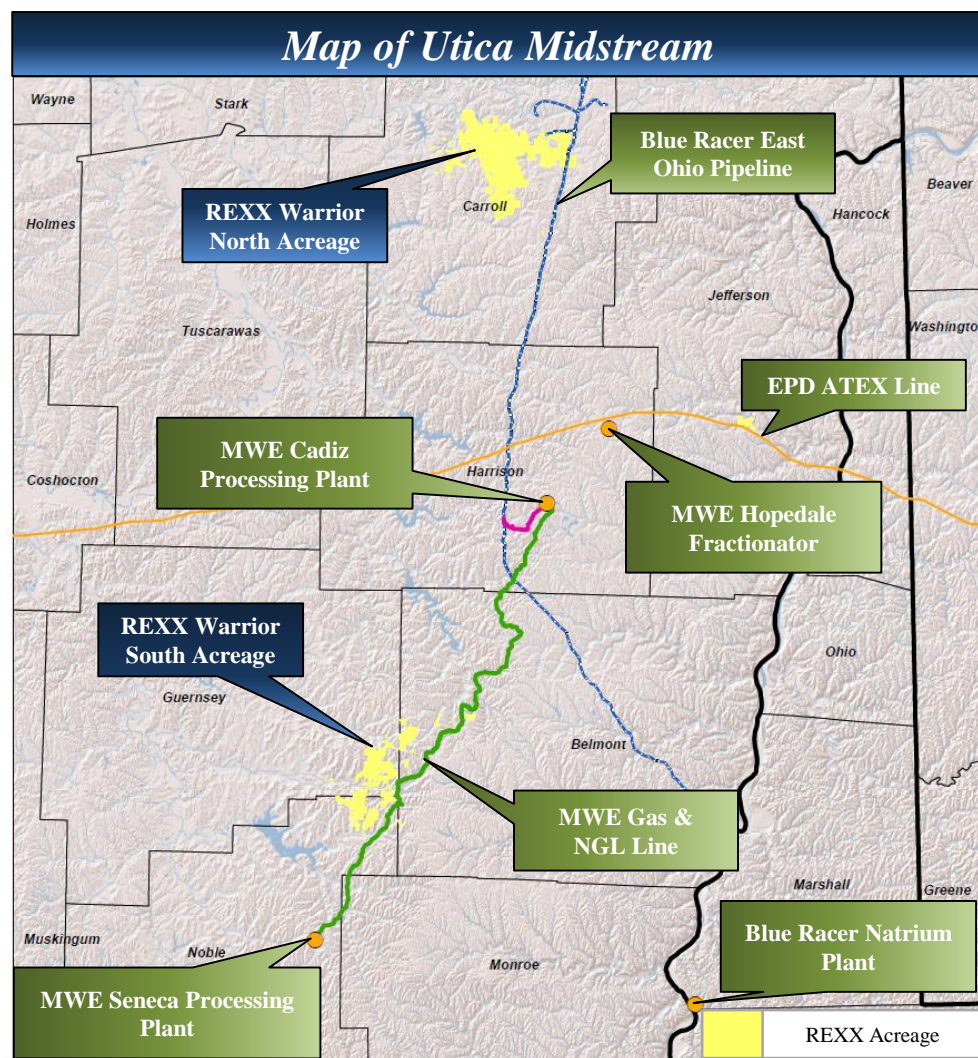 Map of Utica Midstream
Wayne
Stark
Blue Racer East
Ohio Pipeline
Beaver
REXX Warrior
North Acreage
Carroll
Hancock
Holmes
Jefferson
Tuscarawas
Washington
EPD ATEX Line
MWE Cadiz
Processing Plant
Harrison
Coshocton
MWE Hopedale
Fractionator
REXX Warrior
South Acreage
Ohio
Guernsey
Belmont
MWE Gas &
NGL Line
Marshall
Greene
Muskingum
Noble
Monroe
Blue Racer Natrium
Plant
MWE Seneca Processing
Plant
REXX Acreage